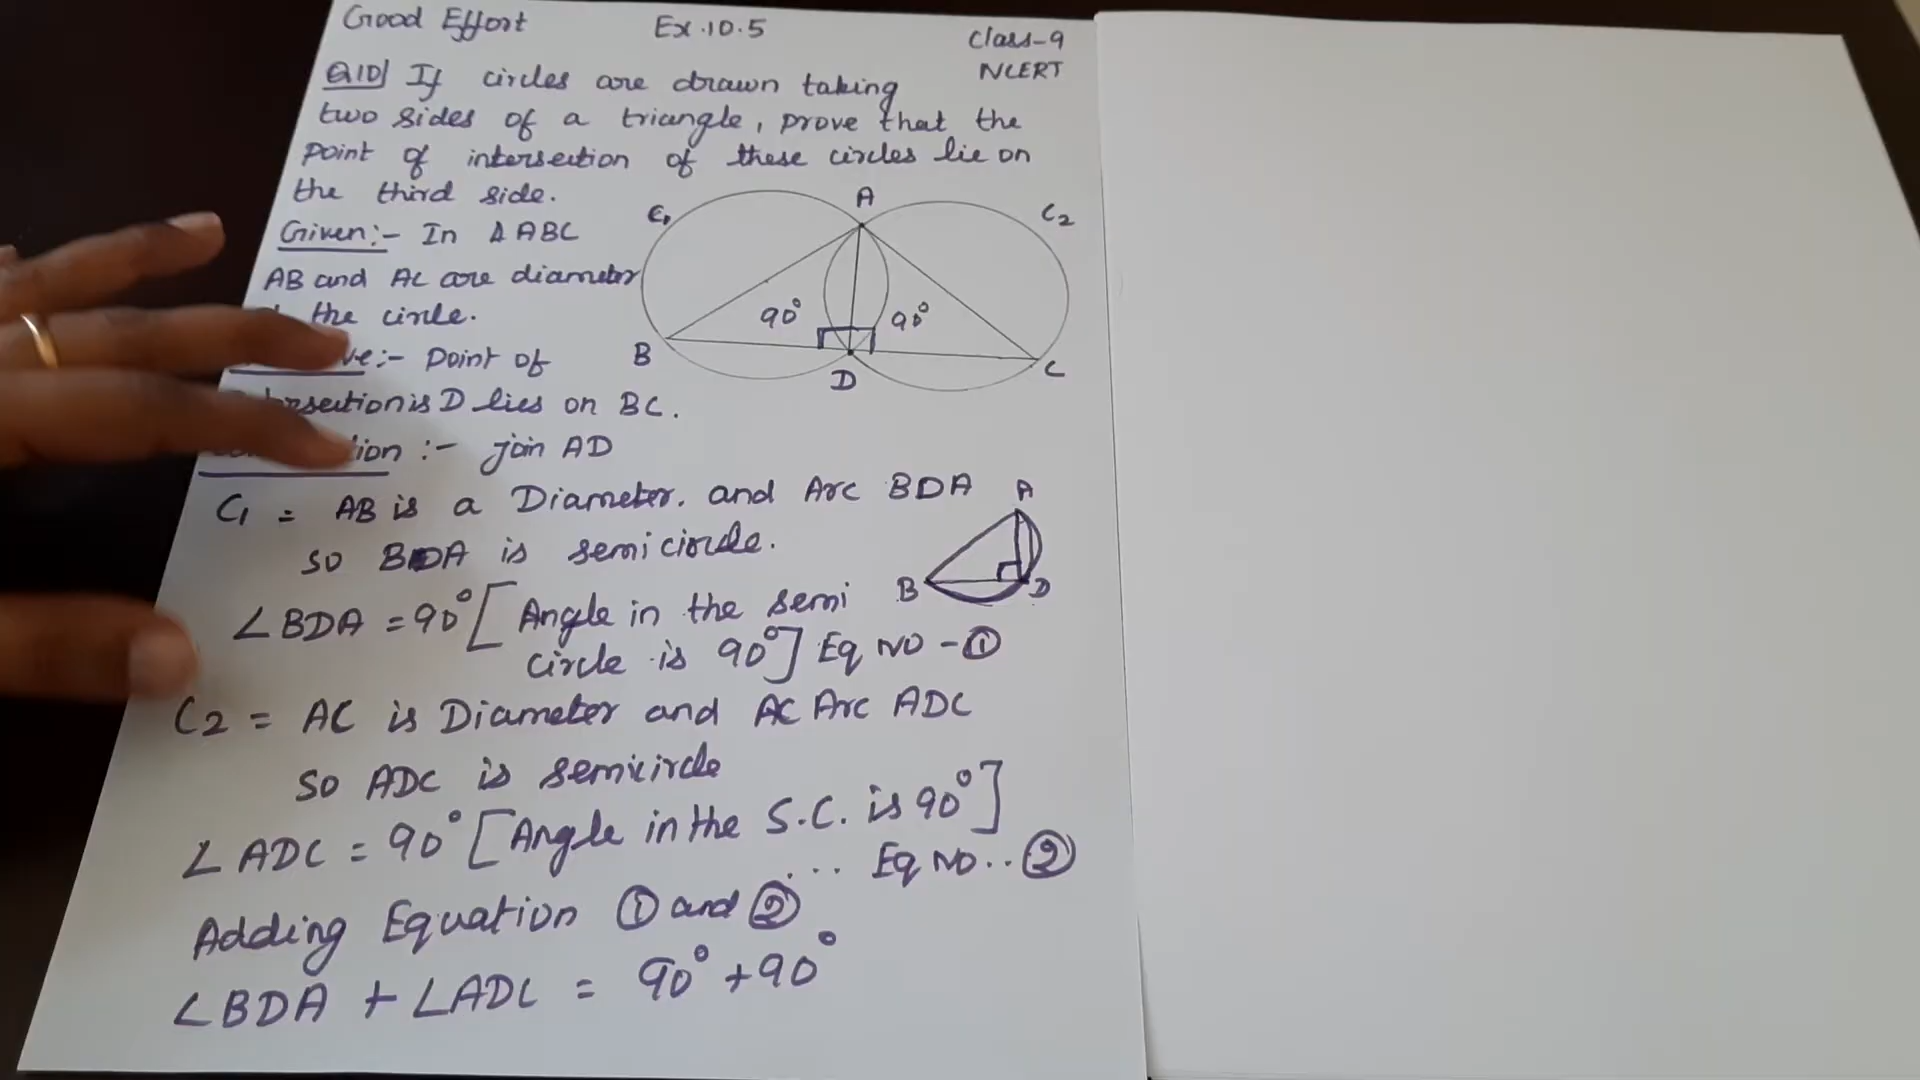 Good Effort Ex.10.5 Class-9
NCERT
Q10) If circles are drawn taking
two sides of a triangle, prove that the
point of intersection of these circles lie on
the third side.
Given:- In ΔABC
AB and AC are diameter
the circle.
:- Point of
is D lies on BC.
:- join AD
C1 A C2
90° 90°
B D C
C1 = AB is a Diameter. and Arc BDA
so BDA is semicircle.
A
B D
∠BDA = 90° [Angle in the semi
circle is 90°] Eq NO - ①
C2 = AC is Diameter and AC Arc ADC
so ADC is semicircle
∠ADC = 90° [Angle in the S.C. is 90°]
... Eq NO.. ②
Adding Equation ① and ②
∠BDA + ∠ADC = 90° + 90°